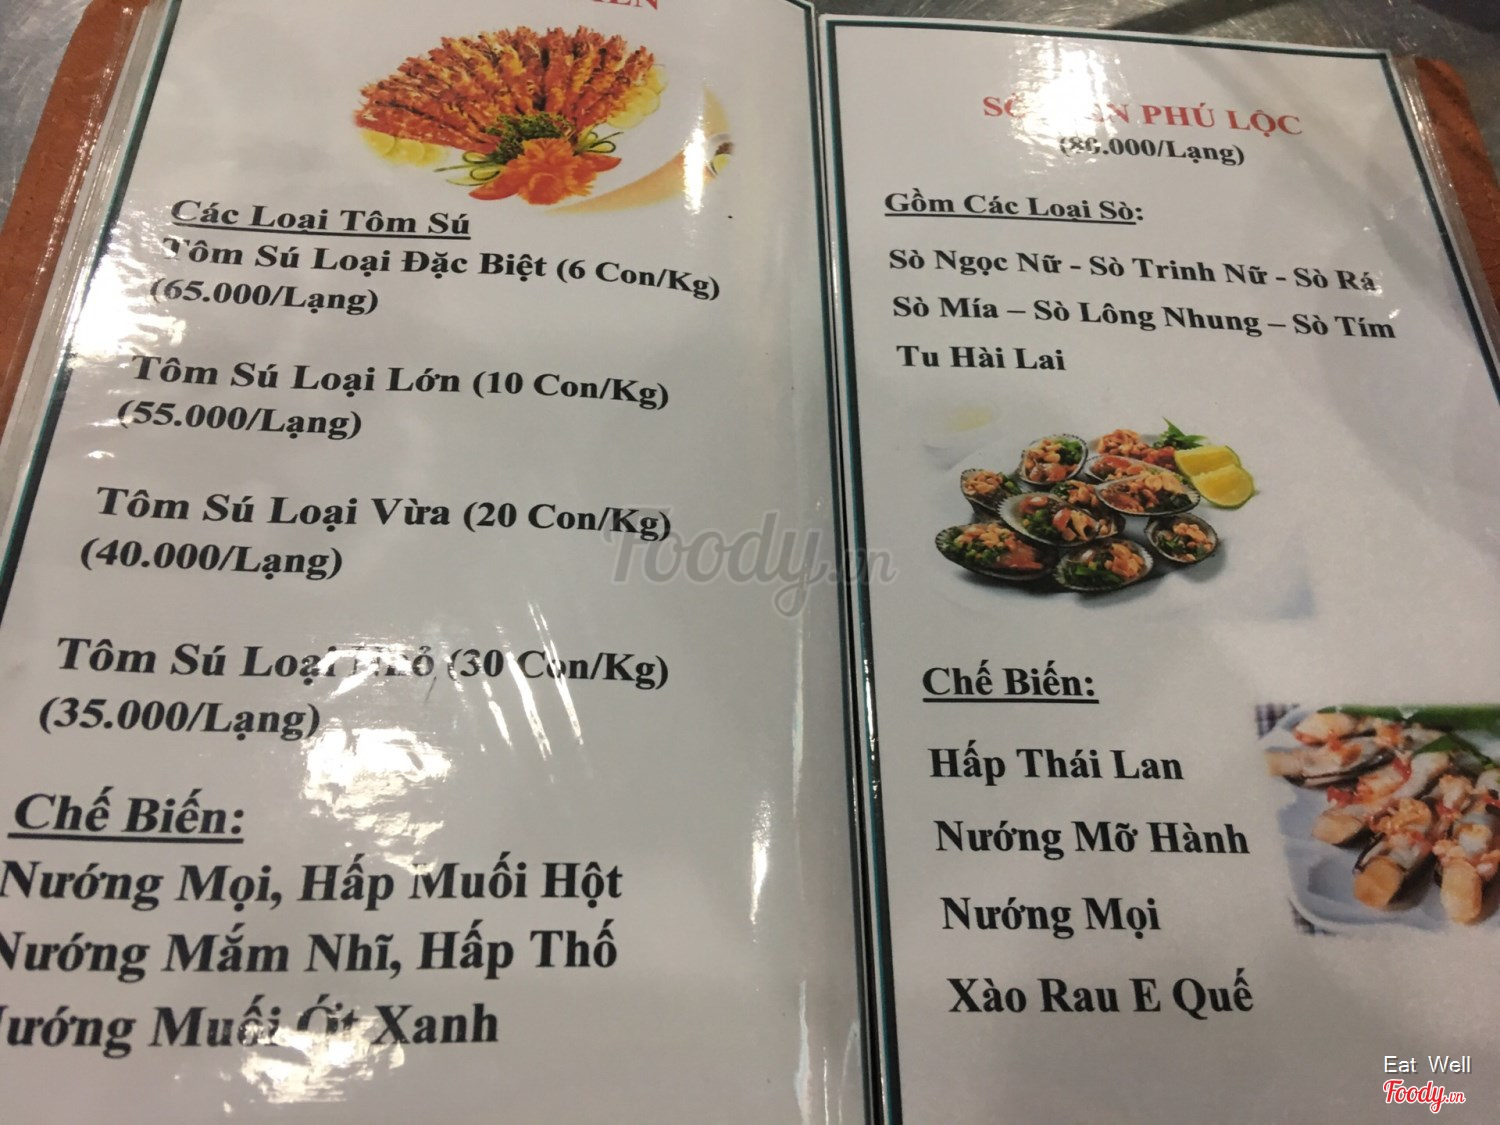 Các Loại Tôm Sú
Tôm Sú Loại Đặc Biệt (6 Con/Kg)
(65.000/Lạng)
Tôm Sú Loại Lớn (10 Con/Kg)
(55.000/Lạng)
Tôm Sú Loại Vừa (20 Con/Kg)
(40.000/Lạng)
Tôm Sú Loại Nhỏ (30 Con/Kg)
(35.000/Lạng)
Chế Biến:
Nướng Mọi, Hấp Muối Hột
Nướng Mắm Nhĩ, Hấp Thố
Nướng Muối Ớt Xanh
PHÚ LỘC
/Lạng)
Gồm Các Loại Sò:
Sò Ngọc Nữ - Sò Trinh Nữ - Sò Rá
Sò Mía – Sò Lông Nhung – Sò Tím
Tu Hài Lai
Chế Biến:
Hấp Thái Lan
Nướng Mỡ Hành
Nướng Mọi
Xào Rau E Quế
Foody.vn
Eat Well
Foody.vn